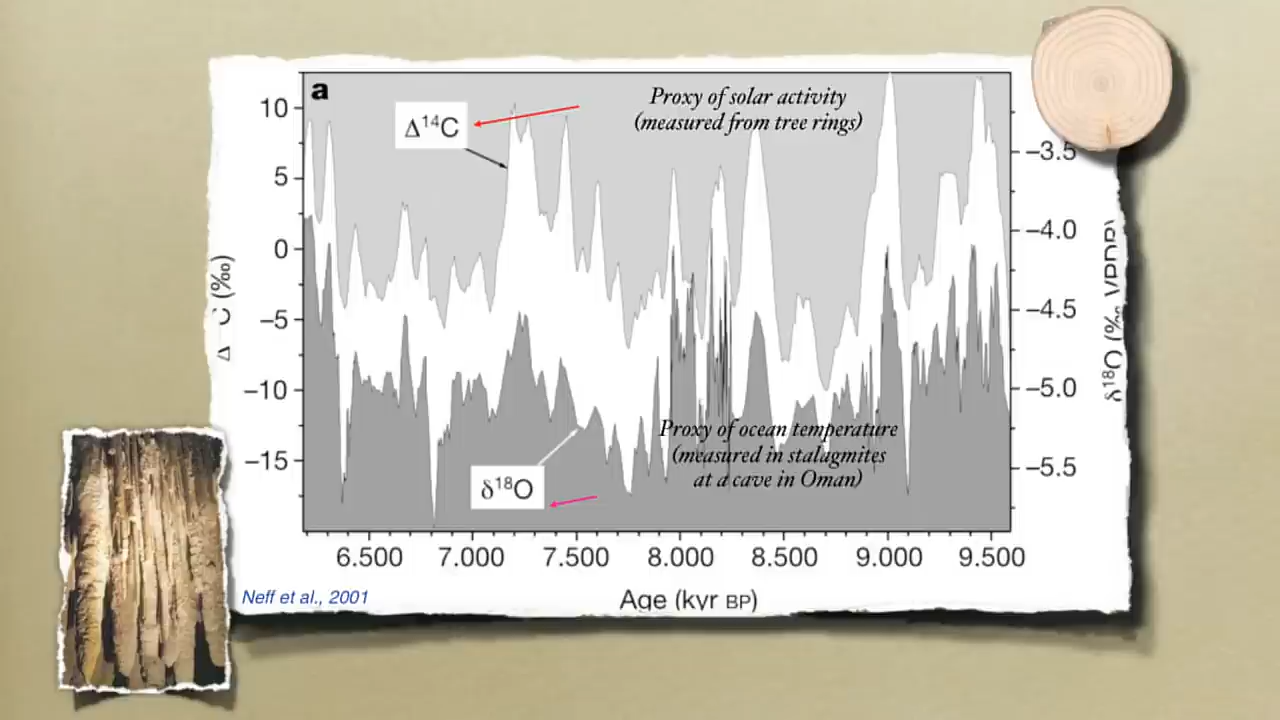 a
Proxy of solar activity
(measured from tree rings)
Δ¹⁴C
10
5
0
−5
−10
−15
C (‰)
−3.5
−4.0
−4.5
−5.0
−5.5
δ¹⁸O (‰ VPDB)
Proxy of ocean temperature
(measured in stalagmites
at a cave in Oman)
δ¹⁸O
6.500 7.000 7.500 8.000 8.500 9.000 9.500
Age (kyr BP)
Neff et al., 2001